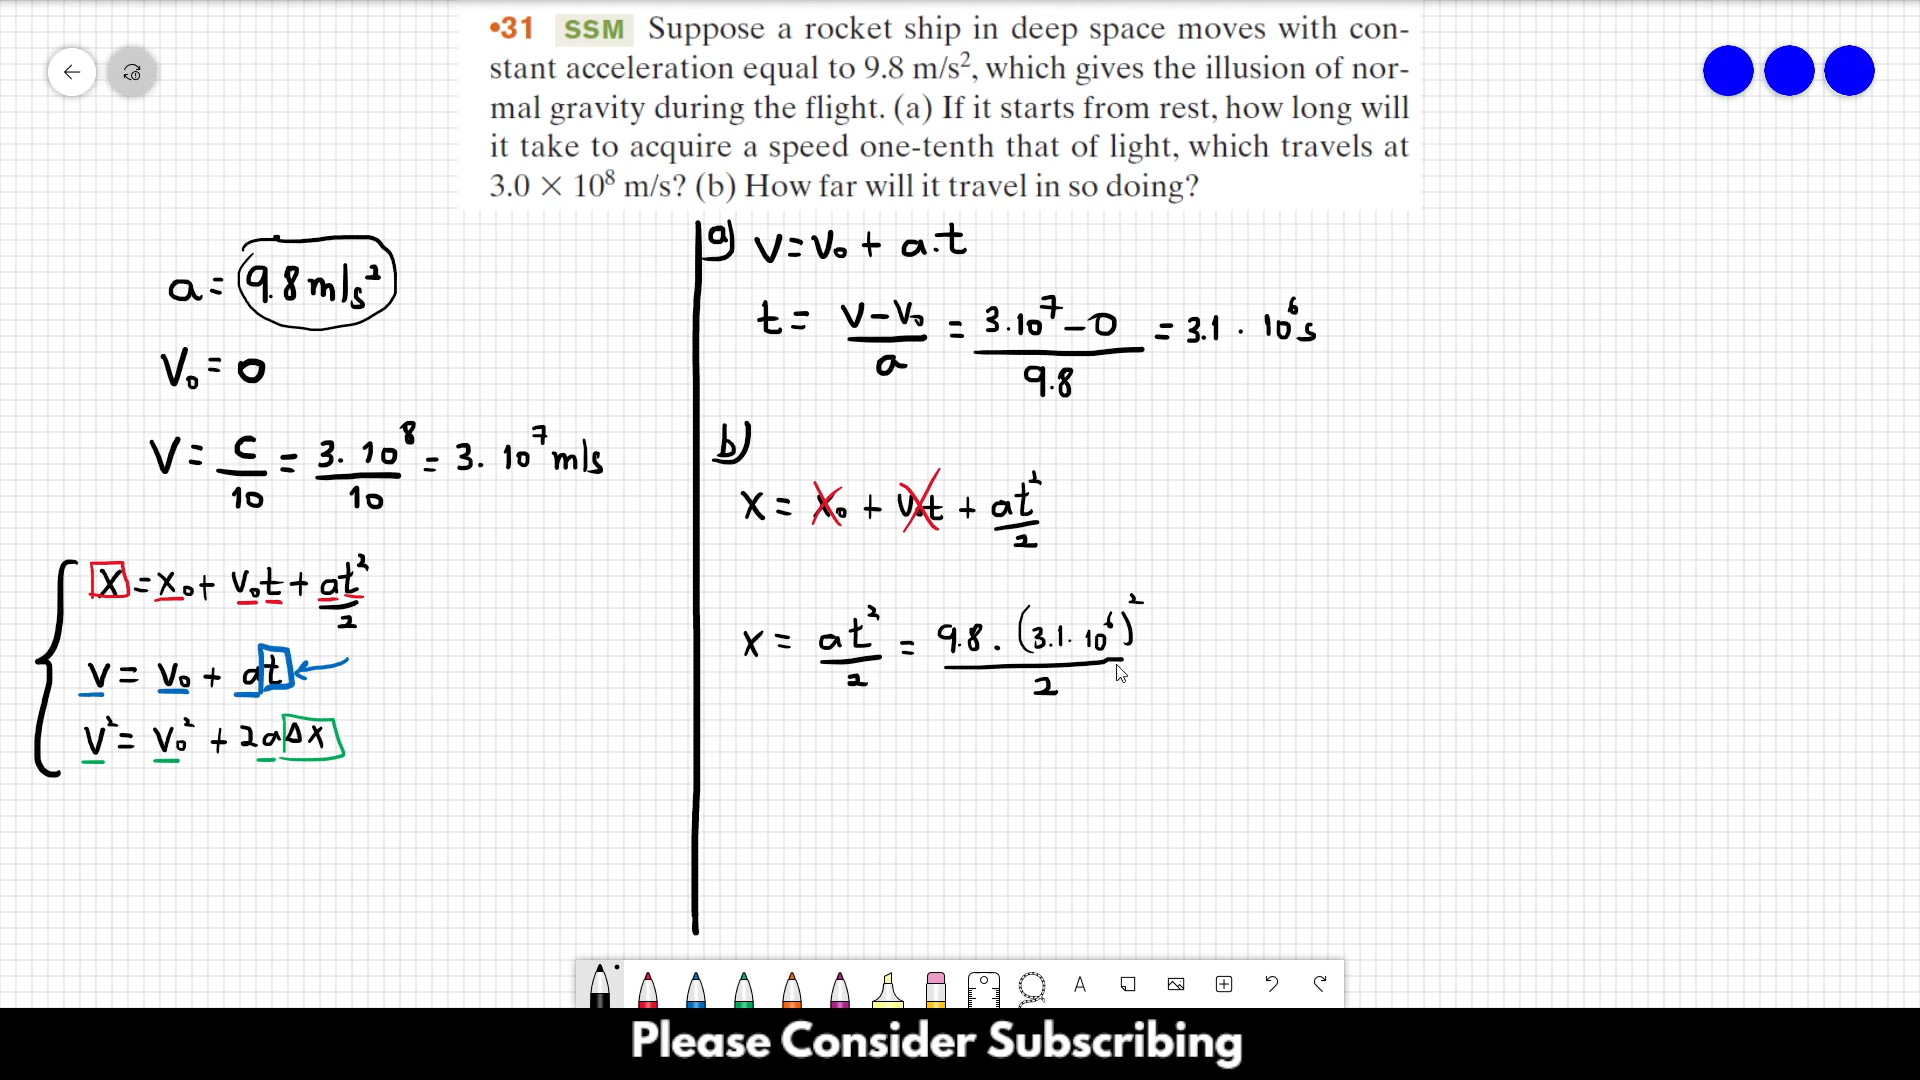 •31 SSM Suppose a rocket ship in deep space moves with con-
stant acceleration equal to 9.8 m/s², which gives the illusion of nor-
mal gravity during the flight. (a) If it starts from rest, how long will
it take to acquire a speed one-tenth that of light, which travels at
3.0 × 10⁸ m/s? (b) How far will it travel in so doing?
a = 9.8 m/s²
V₀ = 0
V = C/10 = 3. 10⁸/10 = 3. 10⁷ m/s
X = X₀ + V₀t + at²/2
V = V₀ + at
V² = V₀² + 2aΔX
a) V = V₀ + a.t
t = V-V₀/a = 3.10⁷-0/9.8 = 3.1 · 10⁶ s
b)
X = X₀ + V₀t + at²/2
X = at²/2 = 9.8 . (3.1. 10⁶)²/2
A
Please Consider Subscribing